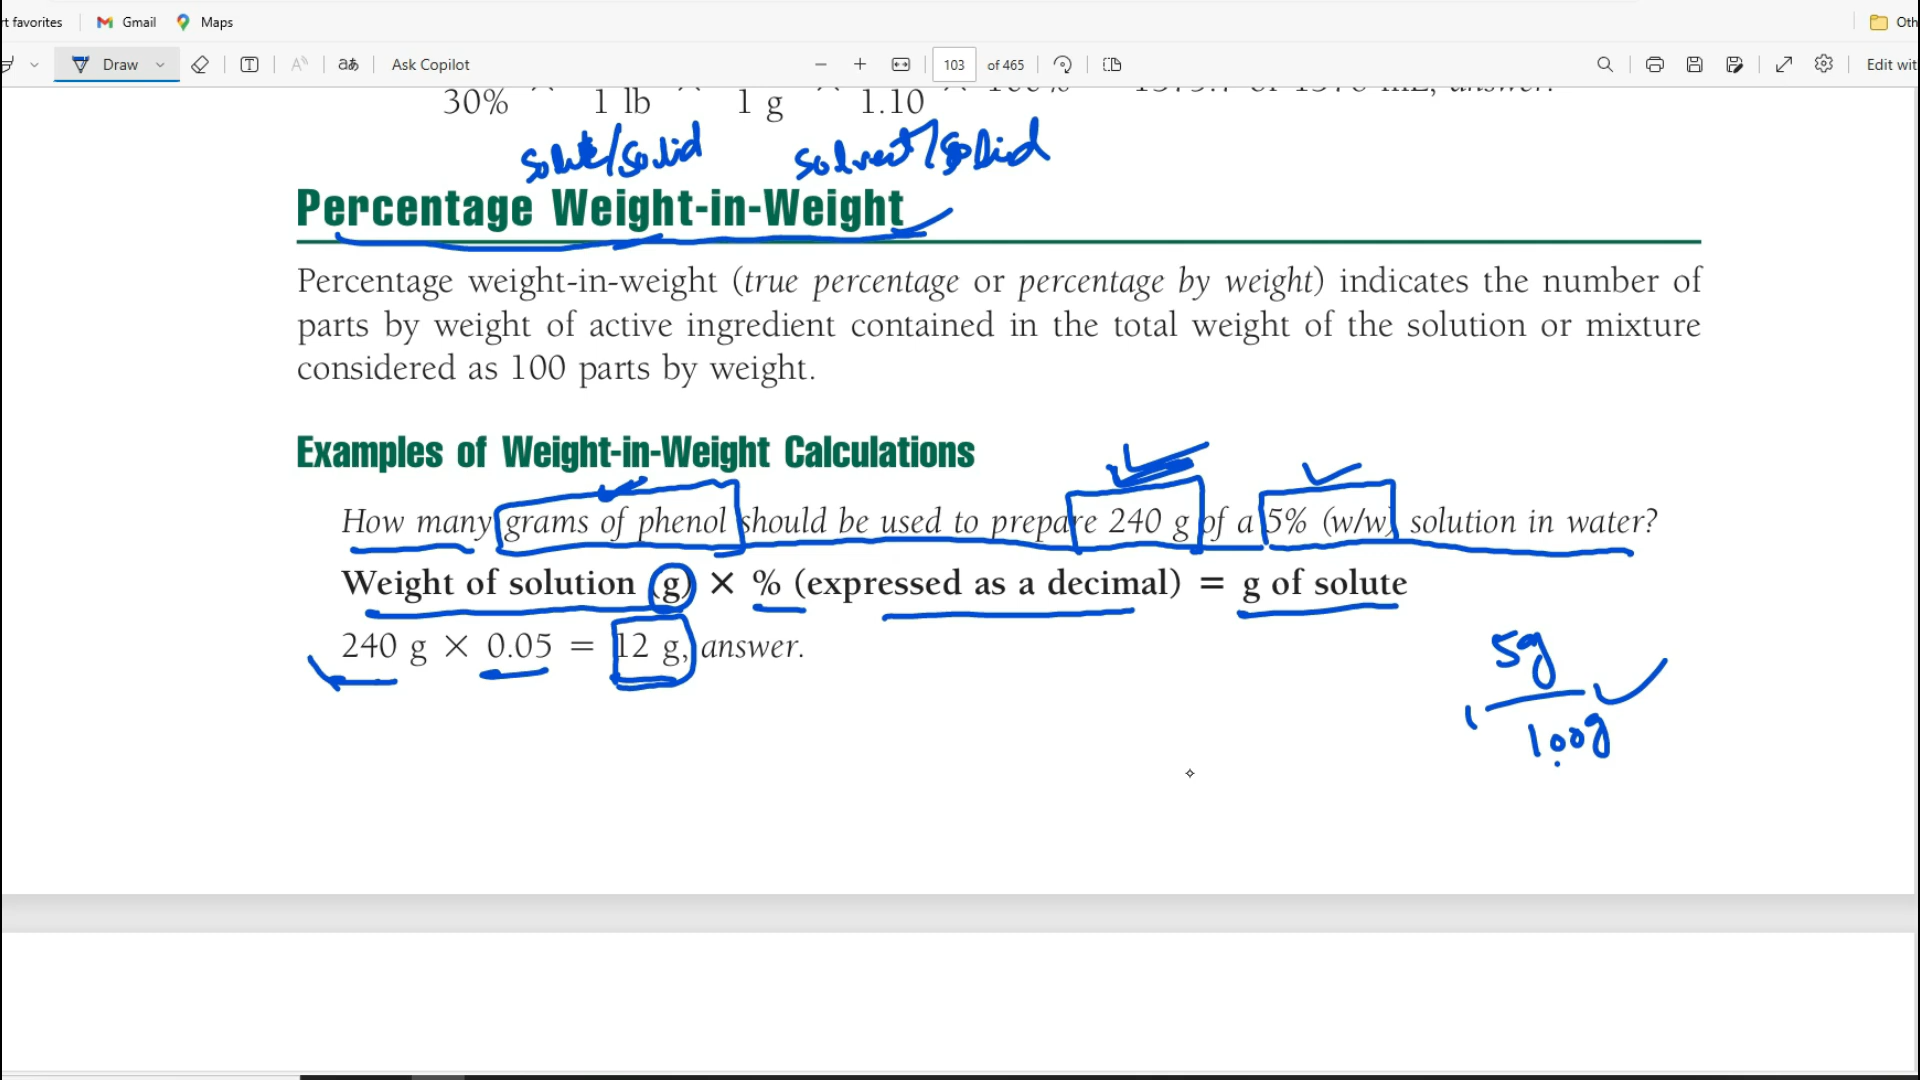 rt favorites Gmail Maps Oth
Draw aあ Ask Copilot 103 of 465 Edit wit
30% × 1 lb × 1 g × 1.10 × 100%
solute/solid solvent/solid
Percentage Weight-in-Weight
Percentage weight-in-weight (true percentage or percentage by weight) indicates the number of
parts by weight of active ingredient contained in the total weight of the solution or mixture
considered as 100 parts by weight.
Examples of Weight-in-Weight Calculations
How many grams of phenol should be used to prepare 240 g of a 5% (w/w) solution in water?
Weight of solution (g) × % (expressed as a decimal) = g of solute
240 g × 0.05 = 12 g, answer.
5g
100g